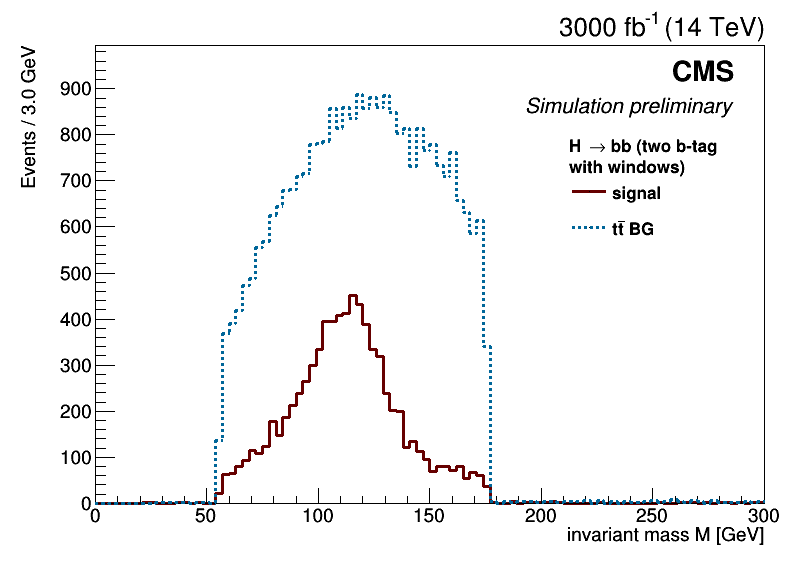 3000 fb-1 (14 TeV)
Events / 3.0 GeV
CMS
Simulation preliminary
H → bb (two b-tag
with windows)
signal
tt̄ BG
900
800
700
600
500
400
300
200
100
0
0 50 100 150 200 250 300
invariant mass M [GeV]